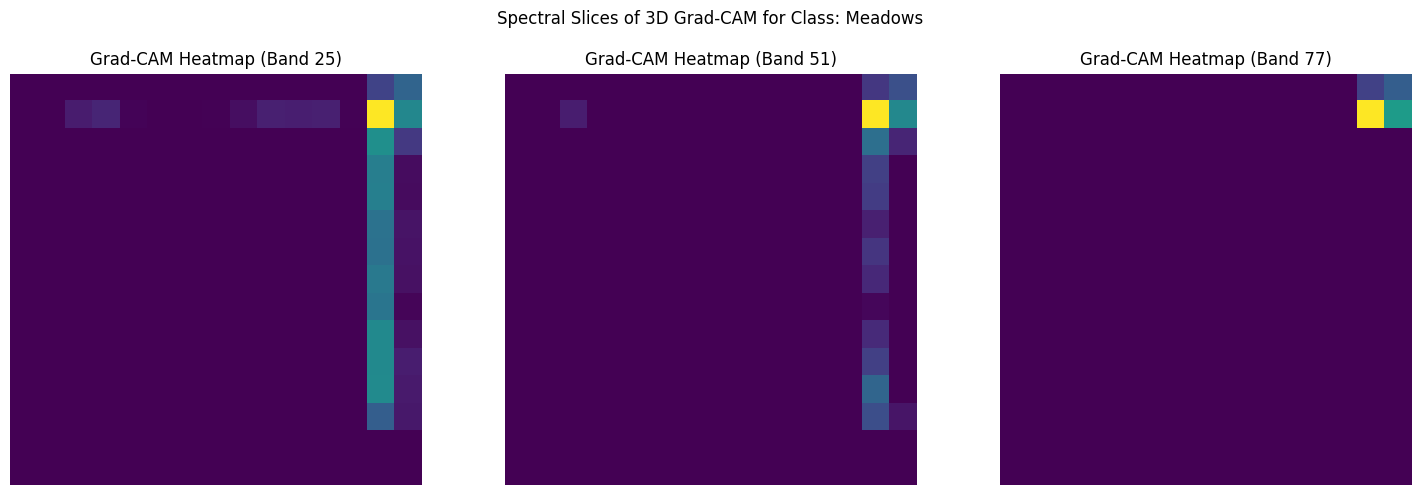 Spectral Slices of 3D Grad-CAM for Class: Meadows
Grad-CAM Heatmap (Band 25)
Grad-CAM Heatmap (Band 51)
Grad-CAM Heatmap (Band 77)